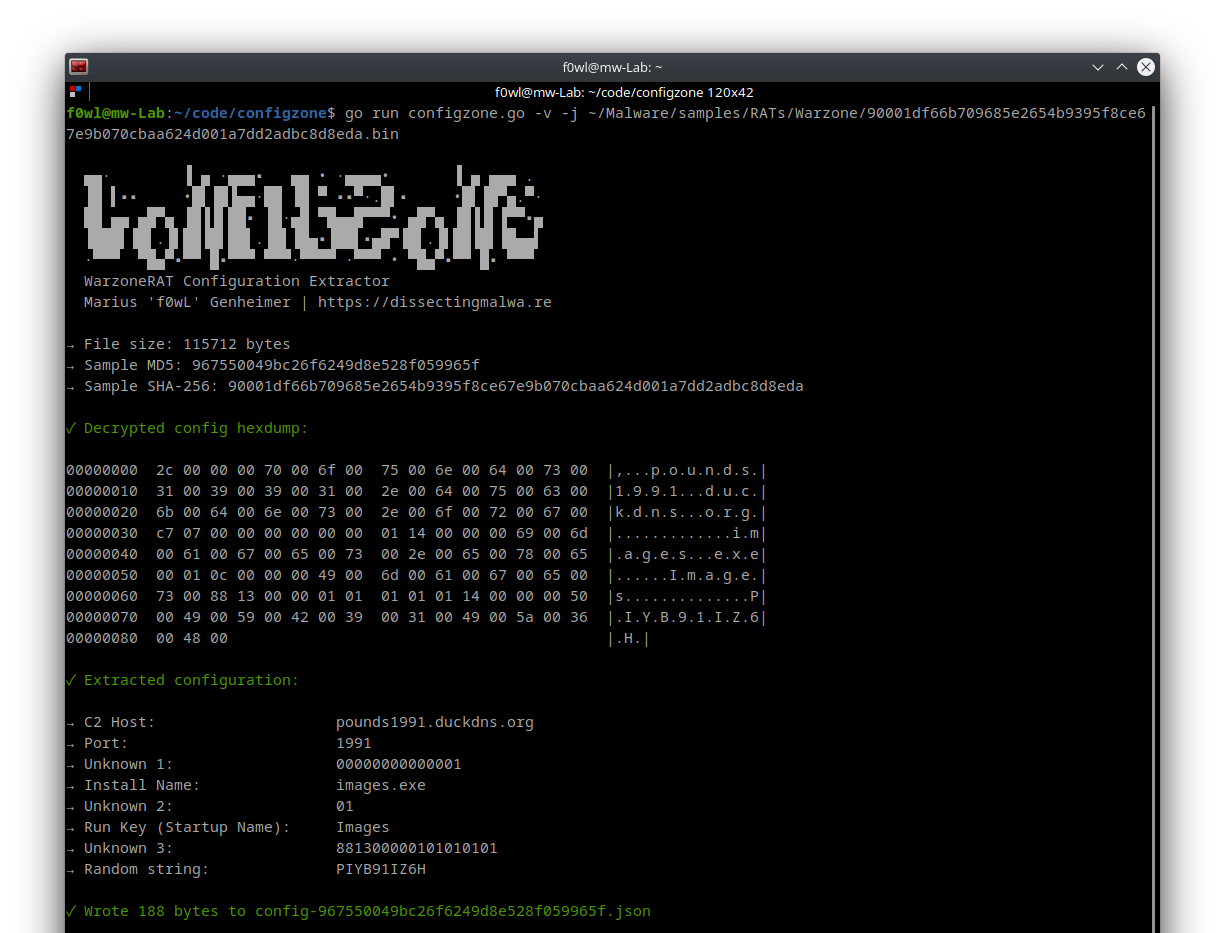 f0wl@mw-Lab: ~
f0wl@mw-Lab: ~/code/configzone 120x42
f0wl@mw-Lab:~/code/configzone$ go run configzone.go -v -j ~/Malware/samples/RATs/Warzone/90001df66b709685e2654b9395f8ce6
7e9b070cbaa624d001a7dd2adbc8d8eda.bin
ConfigZone
WarzoneRAT Configuration Extractor
Marius 'f0wL' Genheimer | https://dissectingmalwa.re
→ File size: 115712 bytes
→ Sample MD5: 967550049bc26f6249d8e528f059965f
→ Sample SHA-256: 90001df66b709685e2654b9395f8ce67e9b070cbaa624d001a7dd2adbc8d8eda
✓ Decrypted config hexdump:
00000000  2c 00 00 00 70 00 6f 00  75 00 6e 00 64 00 73 00  |,...p.o.u.n.d.s.|
00000010  31 00 39 00 39 00 31 00  2e 00 64 00 75 00 63 00  |1.9.9.1...d.u.c.|
00000020  6b 00 64 00 6e 00 73 00  2e 00 6f 00 72 00 67 00  |k.d.n.s...o.r.g.|
00000030  c7 07 00 00 00 00 00 00  01 14 00 00 00 69 00 6d  |.............i.m|
00000040  00 61 00 67 00 65 00 73  00 2e 00 65 00 78 00 65  |.a.g.e.s...e.x.e|
00000050  00 01 0c 00 00 00 49 00  6d 00 61 00 67 00 65 00  |......I.m.a.g.e.|
00000060  73 00 88 13 00 00 01 01  01 01 01 14 00 00 00 50  |s..............P|
00000070  00 49 00 59 00 42 00 39  00 31 00 49 00 5a 00 36  |.I.Y.B.9.1.I.Z.6|
00000080  00 48 00  |.H.|
✓ Extracted configuration:
→ C2 Host: pounds1991.duckdns.org
→ Port: 1991
→ Unknown 1: 00000000000001
→ Install Name: images.exe
→ Unknown 2: 01
→ Run Key (Startup Name): Images
→ Unknown 3: 881300000101010101
→ Random string: PIYB91IZ6H
✓ Wrote 188 bytes to config-967550049bc26f6249d8e528f059965f.json